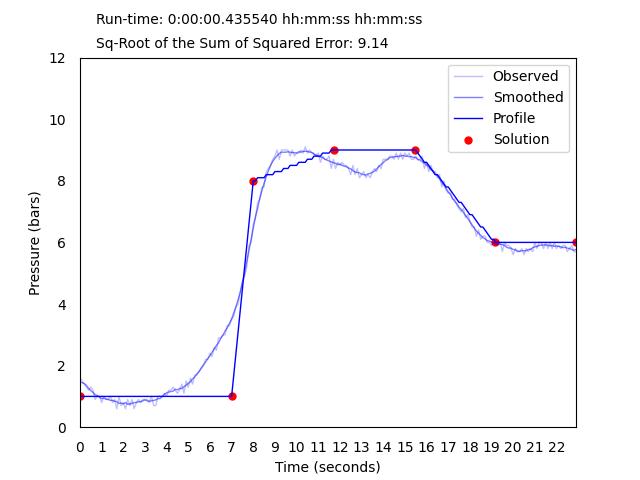 Run-time: 0:00:00.435540 hh:mm:ss hh:mm:ss
Sq-Root of the Sum of Squared Error: 9.14
12
10
8
6
4
2
0
Pressure (bars)
Observed
Smoothed
Profile
Solution
0 1 2 3 4 5 6 7 8 9 10 11 12 13 14 15 16 17 18 19 20 21 22
Time (seconds)